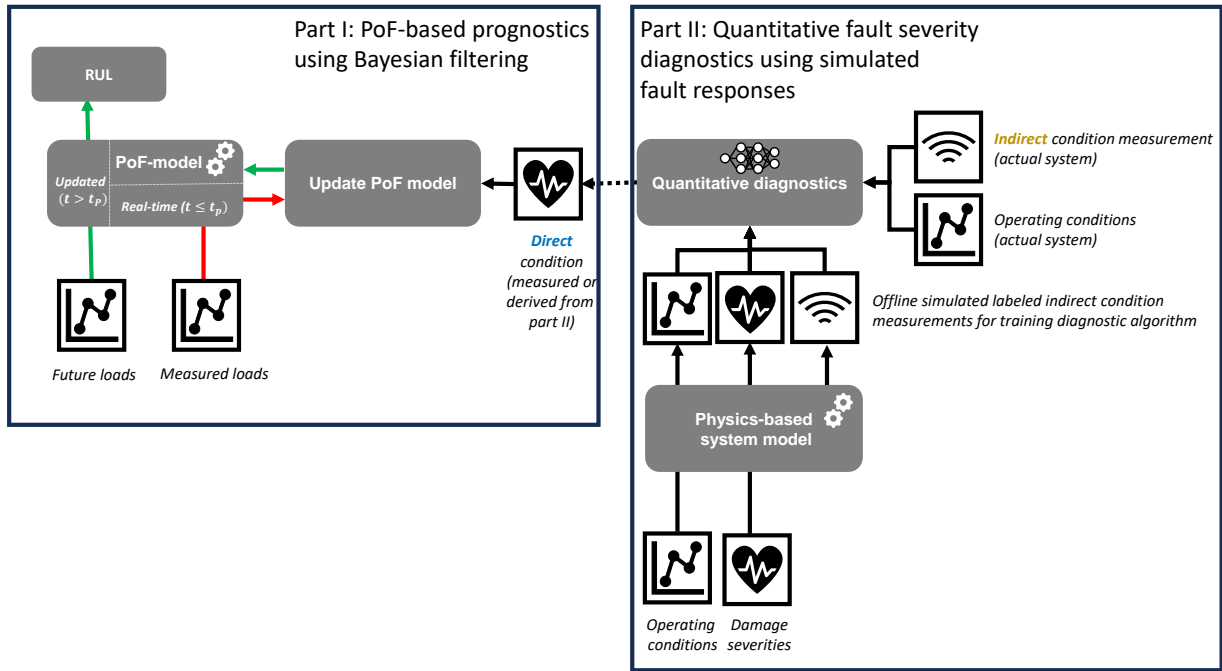 Part I: PoF-based prognostics
using Bayesian filtering
RUL
PoF-model
Updated
(t > t_P)
Real-time (t ≤ t_p)
Update PoF model
Direct
condition
(measured or
derived from
part II)
Future loads
Measured loads
Part II: Quantitative fault severity
diagnostics using simulated
fault responses
Quantitative diagnostics
Indirect condition measurement
(actual system)
Operating conditions
(actual system)
Offline simulated labeled indirect condition
measurements for training diagnostic algorithm
Physics-based
system model
Operating
conditions
Damage
severities